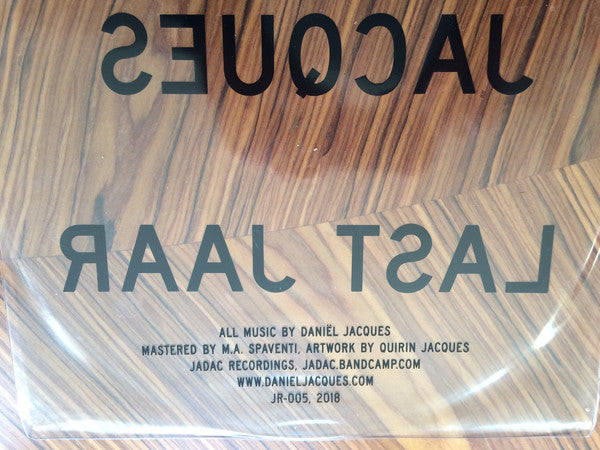 JACQUES
LAST JAAR
ALL MUSIC BY DANIËL JACQUES
MASTERED BY M.A. SPAVENTI, ARTWORK BY QUIRIN JACQUES
JADAC RECORDINGS, JADAC.BANDCAMP.COM
WWW.DANIELJACQUES.COM
JR-005, 2018